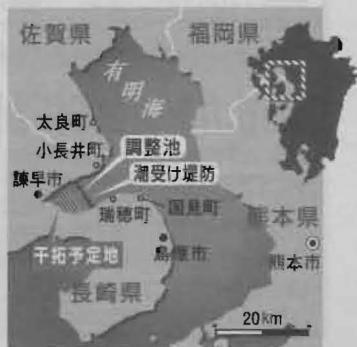 佐賀県
福岡県
有明海
太良町
小長井町
調整池
潮受け堤防
諫早市
瑞穂町
国見町
熊本県
干拓予定地
島原市
熊本市
長崎県
20km